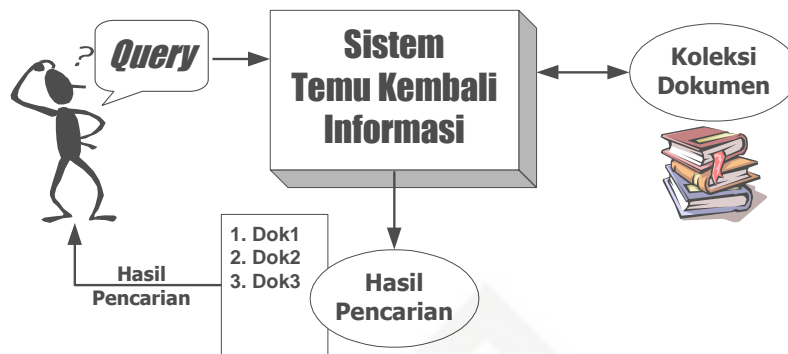 ?
Query
Sistem
Temu Kembali
Informasi
Koleksi
Dokumen
1. Dok1
2. Dok2
3. Dok3
Hasil
Pencarian
Hasil
Pencarian